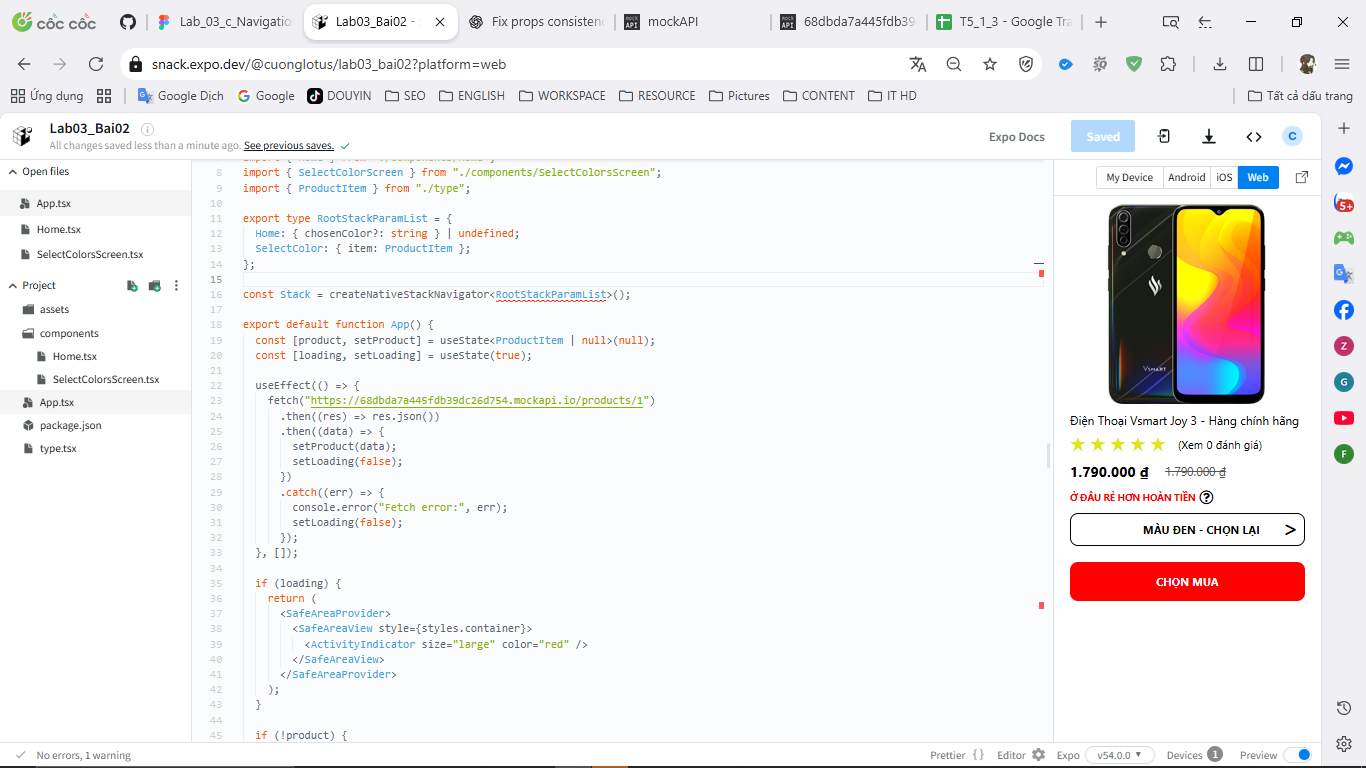 cốc cốc
Lab_03_c_Navigatio
Lab03_Bai02 -
Fix props consistenc
mockAPI
68dbda7a445fdb39
T5_1_3 - Google Tra
snack.expo.dev/@cuonglotus/lab03_bai02?platform=web
Ứng dụng
Google Dịch
Google
DOUYIN
SEO
ENGLISH
WORKSPACE
RESOURCE
Pictures
CONTENT
IT HD
Tất cả dấu trang
Lab03_Bai02
All changes saved less than a minute ago. See previous saves.
Expo Docs
Saved
C
Open files
App.tsx
Home.tsx
SelectColorsScreen.tsx
Project
assets
components
Home.tsx
SelectColorsScreen.tsx
App.tsx
package.json
type.tsx
8 import { SelectColorScreen } from "./components/SelectColorsScreen";
9 import { ProductItem } from "./type";
10
11 export type RootStackParamList = {
12 Home: { chosenColor?: string } | undefined;
13 SelectColor: { item: ProductItem };
14 };
15
16 const Stack = createNativeStackNavigator<RootStackParamList>();
17
18 export default function App() {
19 const [product, setProduct] = useState<ProductItem | null>(null);
20 const [loading, setLoading] = useState(true);
21
22 useEffect(() => {
23 fetch("https://68dbda7a445fdb39dc26d754.mockapi.io/products/1")
24 .then((res) => res.json())
25 .then((data) => {
26 setProduct(data);
27 setLoading(false);
28 })
29 .catch((err) => {
30 console.error("Fetch error:", err);
31 setLoading(false);
32 });
33 }, []);
34
35 if (loading) {
36 return (
37 <SafeAreaProvider>
38 <SafeAreaView style={styles.container}>
39 <ActivityIndicator size="large" color="red" />
40 </SafeAreaView>
41 </SafeAreaProvider>
42 );
43 }
44
45 if (!product) {
My Device
Android
iOS
Web
VSMART
Điện Thoại Vsmart Joy 3 - Hàng chính hãng
(Xem 0 đánh giá)
1.790.000 ₫ 1.790.000 ₫
Ở ĐÂU RẺ HƠN HOÀN TIỀN ?
MÀU ĐEN - CHỌN LẠI >
CHỌN MUA
5+
Z
G
F
No errors, 1 warning
Prettier { }
Editor
Expo
v54.0.0
Devices 1
Preview